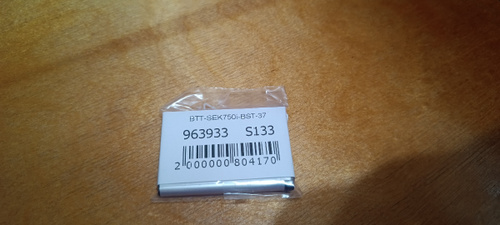 BTT-SEK750i-BST-37
963933 S133
2 000000 804170